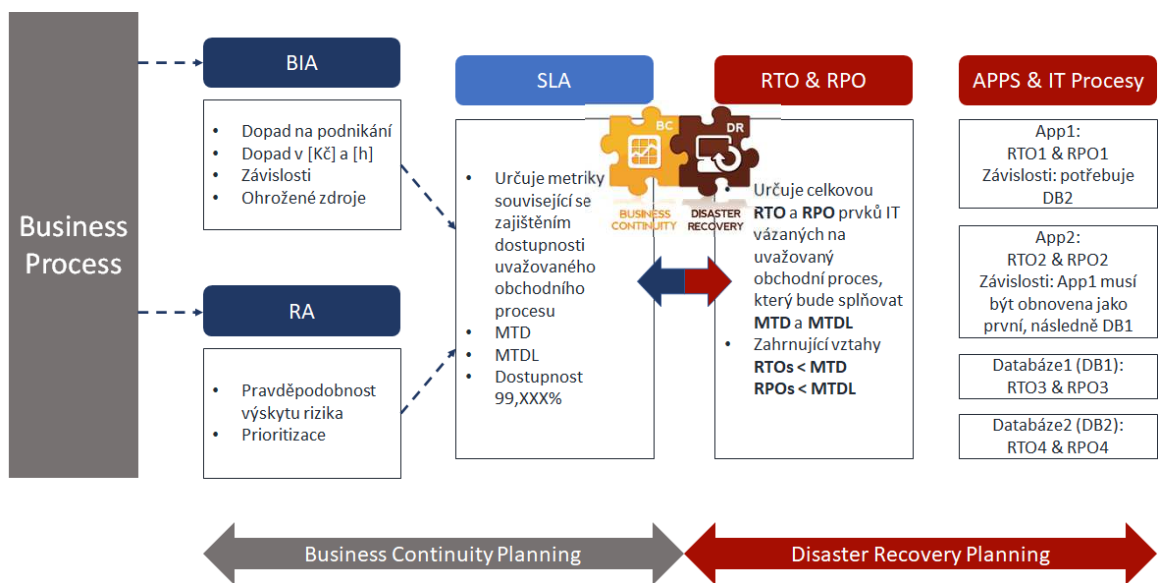 Business
Process
BIA
• Dopad na podnikání
• Dopad v [Kč] a [h]
• Závislosti
• Ohrožené zdroje
RA
• Pravděpodobnost
výskytu rizika
• Prioritizace
SLA
• Určuje metriky
související se
zajištěním
dostupnosti
uvažovaného
obchodního
procesu
• MTD
• MTDL
• Dostupnost
99,XXX%
BC
DR
BUSINESS
CONTINUITY
DISASTER
RECOVERY
RTO & RPO
• Určuje celkovou
RTO a RPO prvků IT
vázaných na
uvažovaný
obchodní proces,
který bude splňovat
MTD a MTDL
• Zahrnující vztahy
RTOs < MTD
RPOs < MTDL
APPS & IT Procesy
App1:
RTO1 & RPO1
Závislosti: potřebuje
DB2
App2:
RTO2 & RPO2
Závislosti: App1 musí
být obnovena jako
první, následně DB1
Databáze1 (DB1):
RTO3 & RPO3
Databáze2 (DB2):
RTO4 & RPO4
Business Continuity Planning
Disaster Recovery Planning